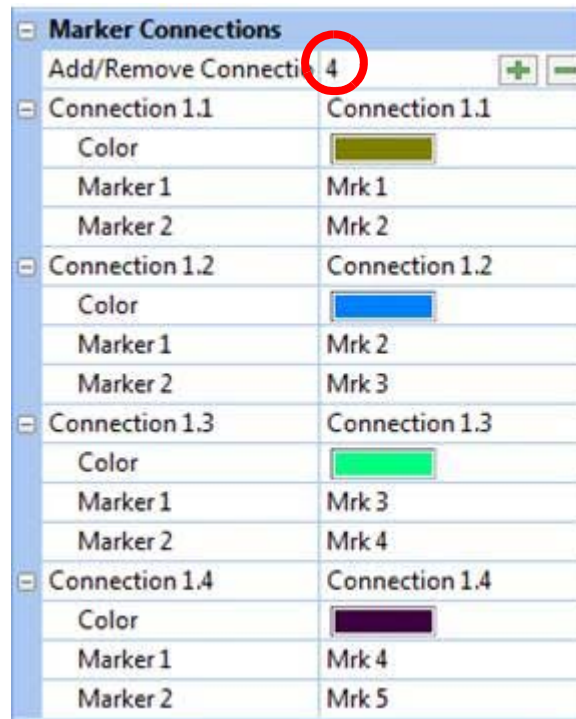 Marker Connections
Add/Remove Connectio 4
Connection 1.1 Connection 1.1
Color
Marker 1 Mrk 1
Marker 2 Mrk 2
Connection 1.2 Connection 1.2
Color
Marker 1 Mrk 2
Marker 2 Mrk 3
Connection 1.3 Connection 1.3
Color
Marker 1 Mrk 3
Marker 2 Mrk 4
Connection 1.4 Connection 1.4
Color
Marker 1 Mrk 4
Marker 2 Mrk 5